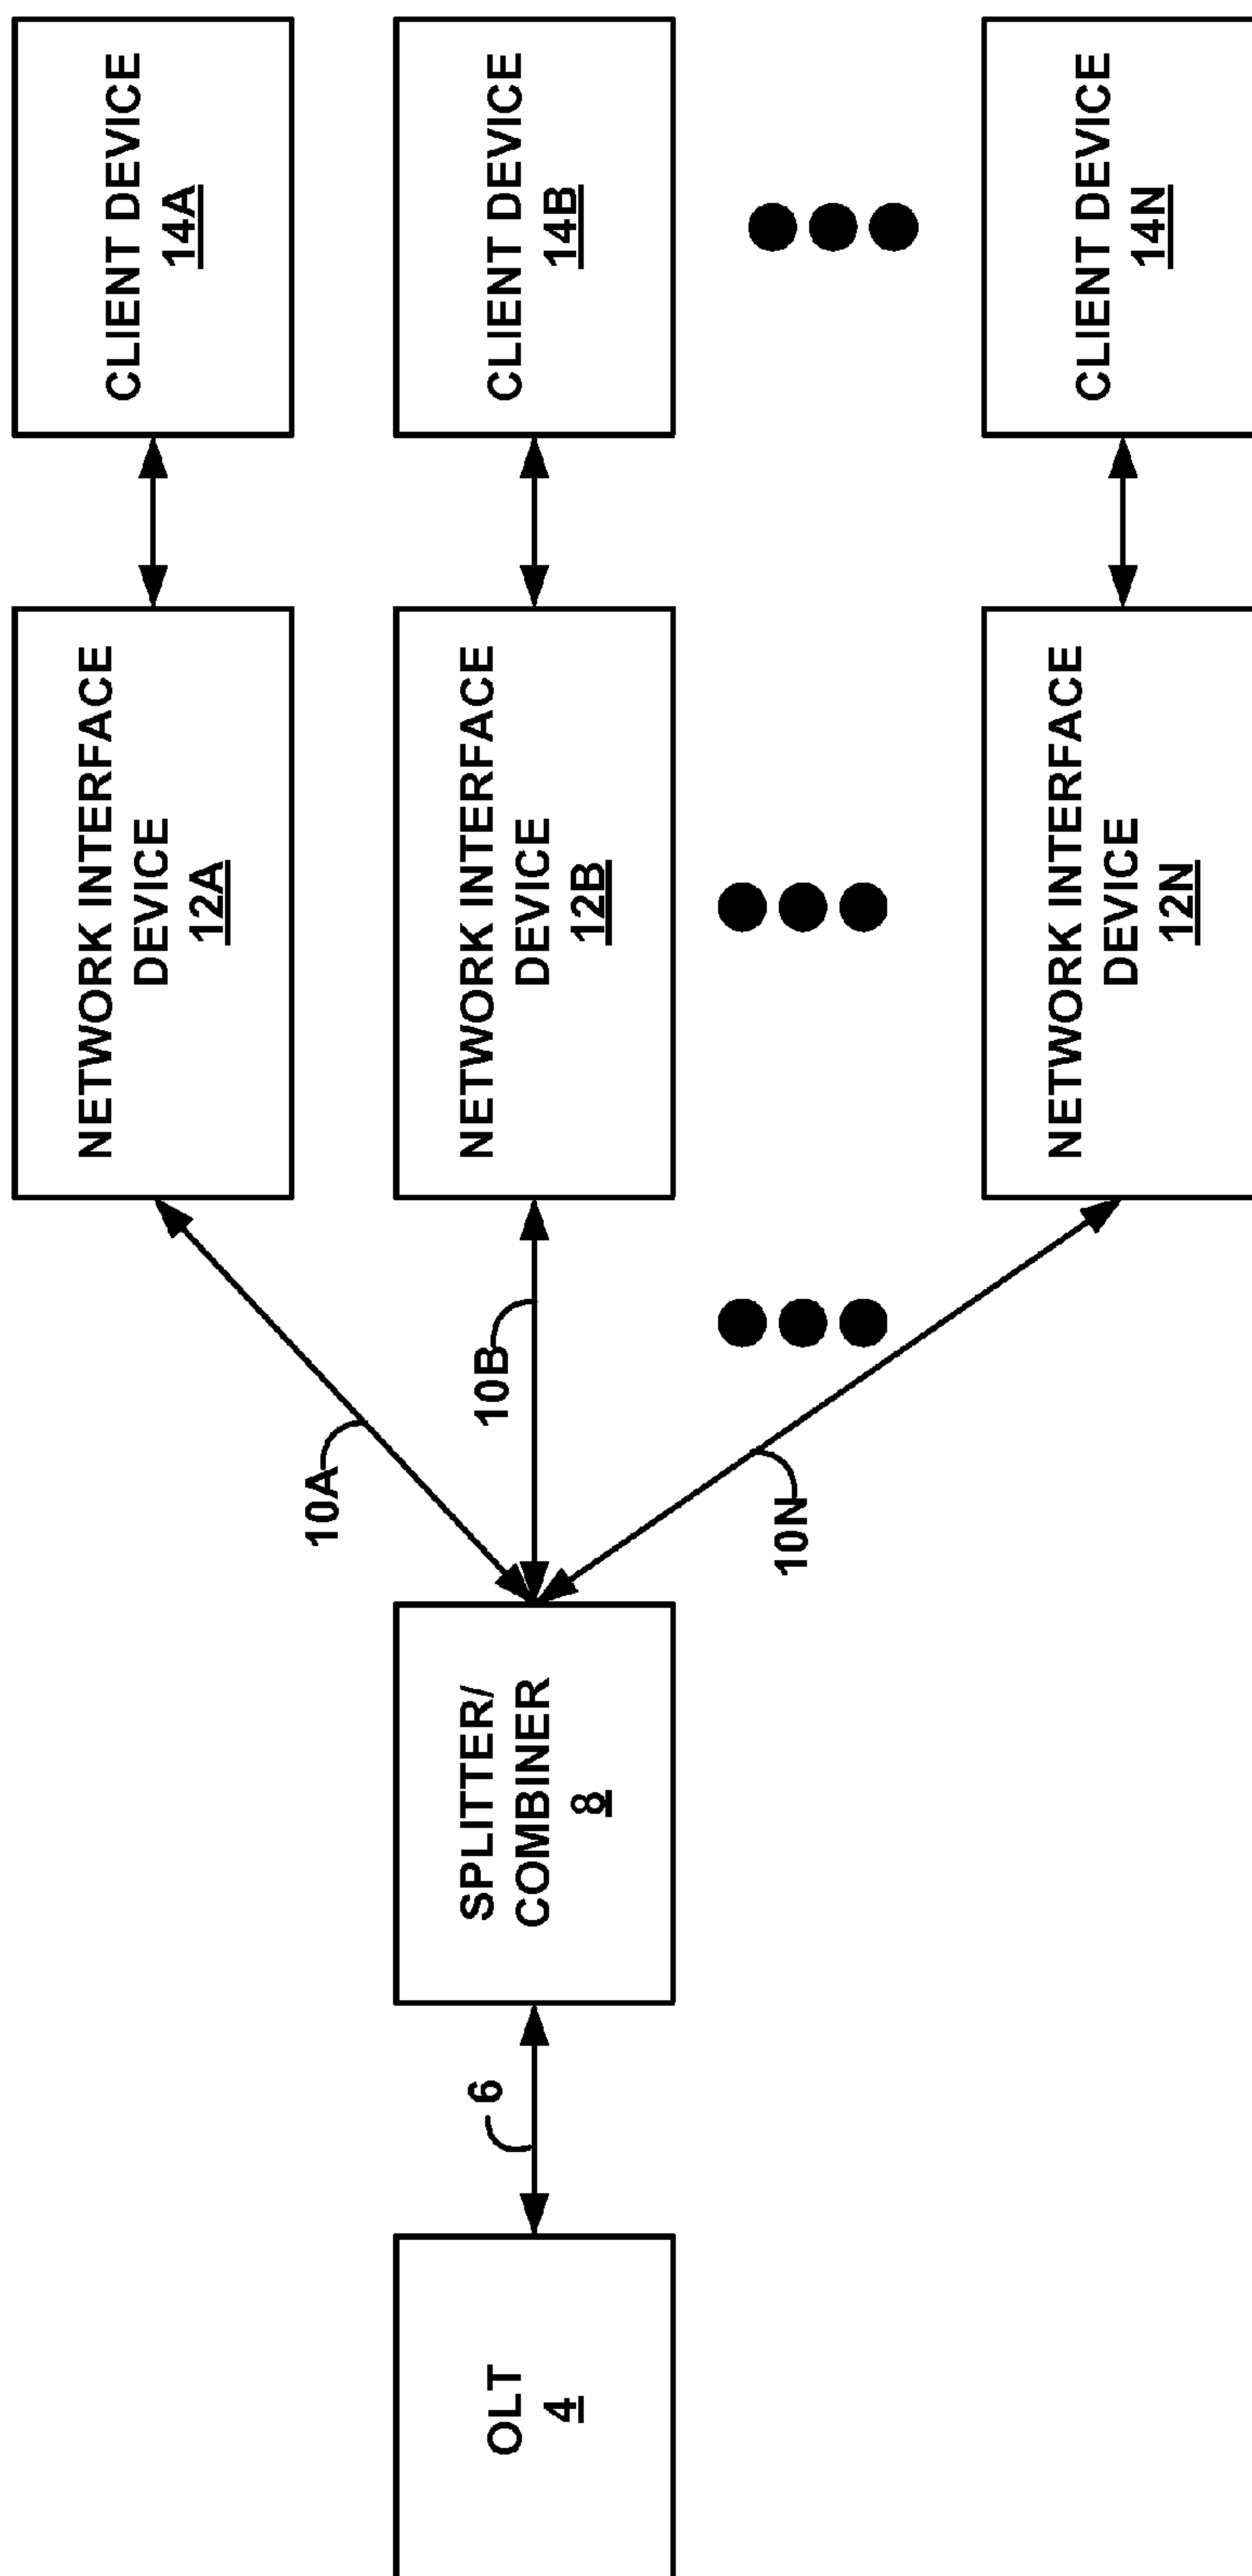 OLT
4
6
SPLITTER/
COMBINER
8
10A
10B
10N
NETWORK INTERFACE
DEVICE
12A
CLIENT DEVICE
14A
NETWORK INTERFACE
DEVICE
12B
CLIENT DEVICE
14B
NETWORK INTERFACE
DEVICE
12N
CLIENT DEVICE
14N